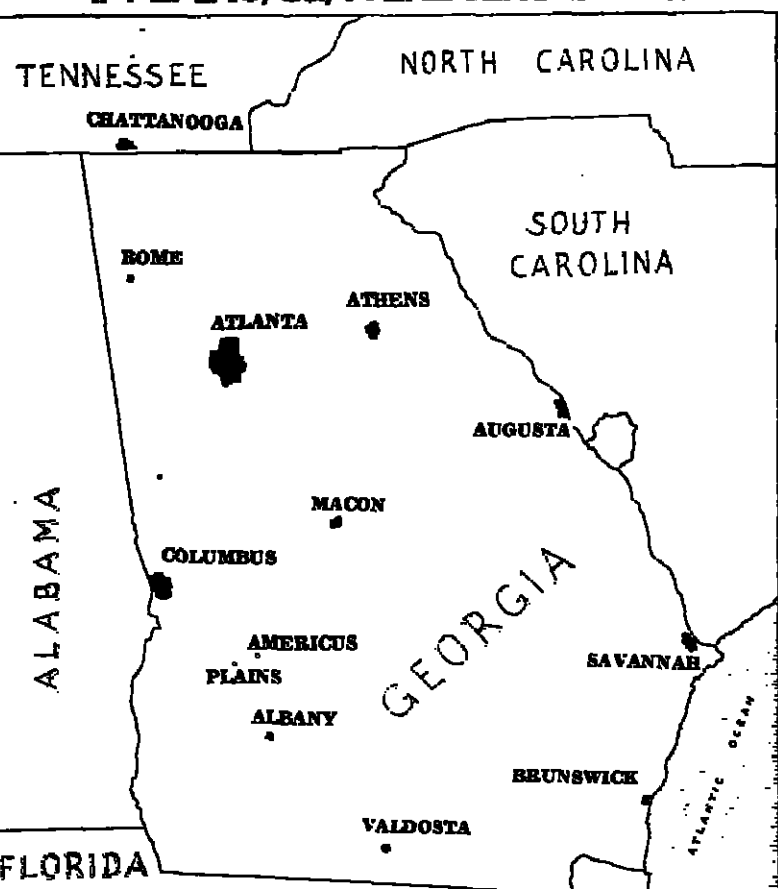 TENNESSEE
NORTH CAROLINA
CHATTANOOGA
SOUTH
CAROLINA
ROME
ATHENS
ATLANTA
AUGUSTA
MACON
ALABAMA
COLUMBUS
GEORGIA
AMERICUS
PLAINS
SAVANNAH
ALBANY
ATLANTIC OCEAN
BRUNSWICK
VALDOSTA
FLORIDA